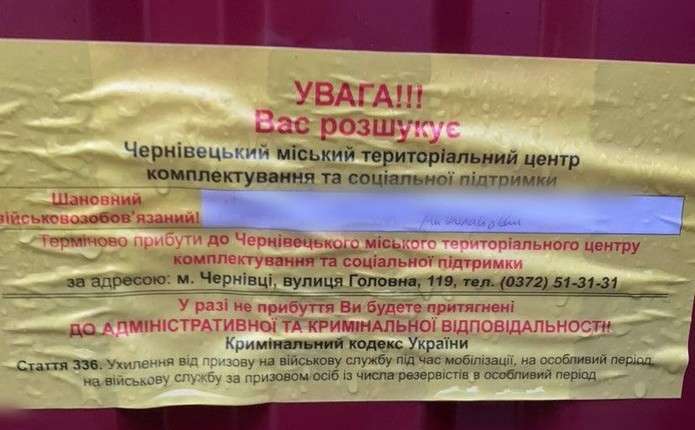 УВАГА!!!
Вас розшукує
Чернівецький міський територіальний центр
комплектування та соціальної підтримки
Шановний
військовозобов'язаний!
Терміново прибути до Чернівецького міського територіального центру
комплектування та соціальної підтримки
за адресою: м. Чернівці, вулиця Головна, 119, тел. (0372) 51-31-31
У разі не прибуття Ви будете притягнені
ДО АДМІНІСТРАТИВНОЇ ТА КРИМІНАЛЬНОЇ ВІДПОВІДАЛЬНОСТІ!!
Кримінальний кодекс України
Стаття 336. Ухилення від призову на військову службу під час мобілізації, на особливий період,
на військову службу за призовом осіб із числа резервістів в особливий період